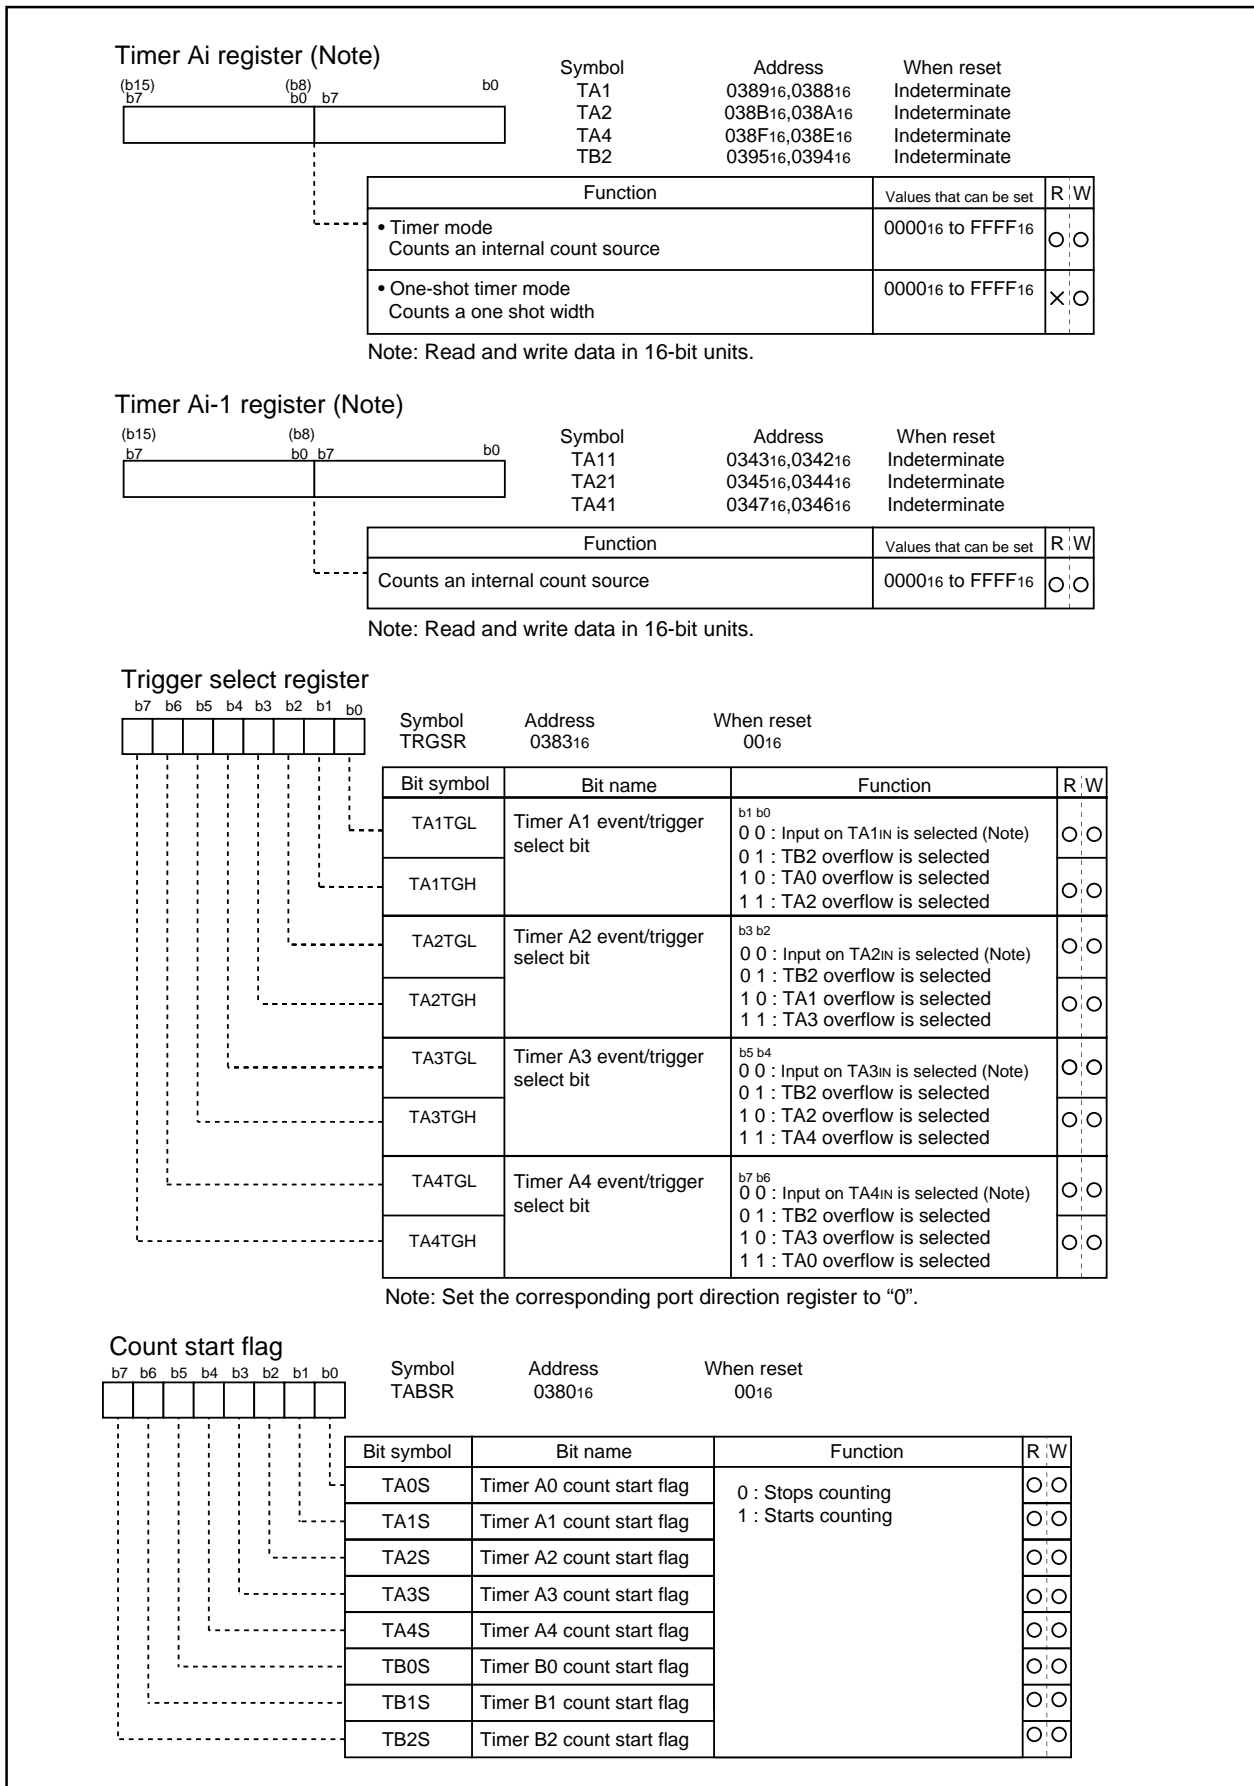 Timer Ai register (Note)
Symbol Address When reset
(b15) (b8) b0
b7 b0 b7
TA1 038916,038816 Indeterminate
TA2 038B16,038A16 Indeterminate
TA4 038F16,038E16 Indeterminate
TB2 039516,039416 Indeterminate
Function Values that can be set R W
• Timer mode 000016 to FFFF16
Counts an internal count source
• One-shot timer mode 000016 to FFFF16
Counts a one shot width
Note: Read and write data in 16-bit units.
Timer Ai-1 register (Note)
(b15) (b8) Symbol Address When reset
b7 b0 b7 b0
TA11 034316,034216 Indeterminate
TA21 034516,034416 Indeterminate
TA41 034716,034616 Indeterminate
Function Values that can be set R W
Counts an internal count source 000016 to FFFF16
Note: Read and write data in 16-bit units.
Trigger select register
b7 b6 b5 b4 b3 b2 b1 b0
Symbol Address When reset
TRGSR 038316 0016
Bit symbol Bit name Function R W
TA1TGL Timer A1 event/trigger
select bit
b1 b0
0 0 : Input on TA1IN is selected (Note)
0 1 : TB2 overflow is selected
TA1TGH 1 0 : TA0 overflow is selected
1 1 : TA2 overflow is selected
TA2TGL Timer A2 event/trigger
select bit
b3 b2
0 0 : Input on TA2IN is selected (Note)
0 1 : TB2 overflow is selected
TA2TGH 1 0 : TA1 overflow is selected
1 1 : TA3 overflow is selected
TA3TGL Timer A3 event/trigger
select bit
b5 b4
0 0 : Input on TA3IN is selected (Note)
0 1 : TB2 overflow is selected
TA3TGH 1 0 : TA2 overflow is selected
1 1 : TA4 overflow is selected
TA4TGL Timer A4 event/trigger
select bit
b7 b6
0 0 : Input on TA4IN is selected (Note)
0 1 : TB2 overflow is selected
TA4TGH 1 0 : TA3 overflow is selected
1 1 : TA0 overflow is selected
Note: Set the corresponding port direction register to “0”.
Count start flag
b7 b6 b5 b4 b3 b2 b1 b0
Symbol Address When reset
TABSR 038016 0016
Bit symbol Bit name Function R W
TA0S Timer A0 count start flag 0 : Stops counting
TA1S Timer A1 count start flag 1 : Starts counting
TA2S Timer A2 count start flag
TA3S Timer A3 count start flag
TA4S Timer A4 count start flag
TB0S Timer B0 count start flag
TB1S Timer B1 count start flag
TB2S Timer B2 count start flag